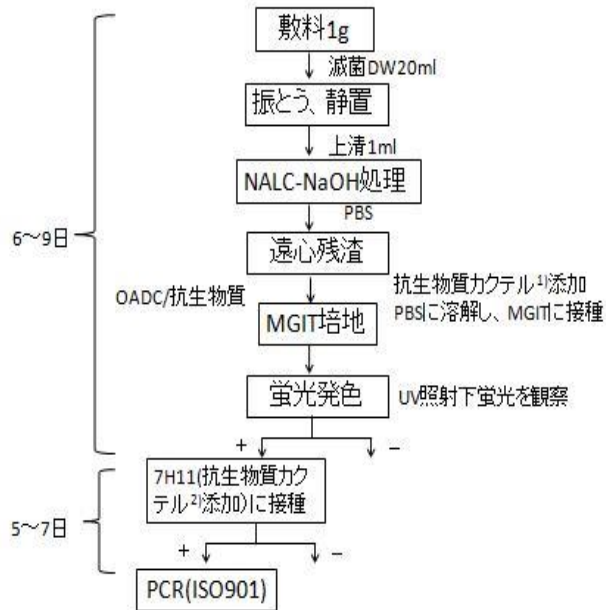 敷料1g
滅菌DW20ml
振とう、静置
上清1ml
NALC-NaOH処理
PBS
6～9日
遠心残渣
OADC/抗生物質
抗生物質カクテル¹⁾添加
PBSに溶解し、MGITに接種
MGIT培地
蛍光発色
UV照射下蛍光を観察
+
−
7H11(抗生物質カク
テル²⁾添加)に接種
5～7日
+
−
PCR(ISO901)